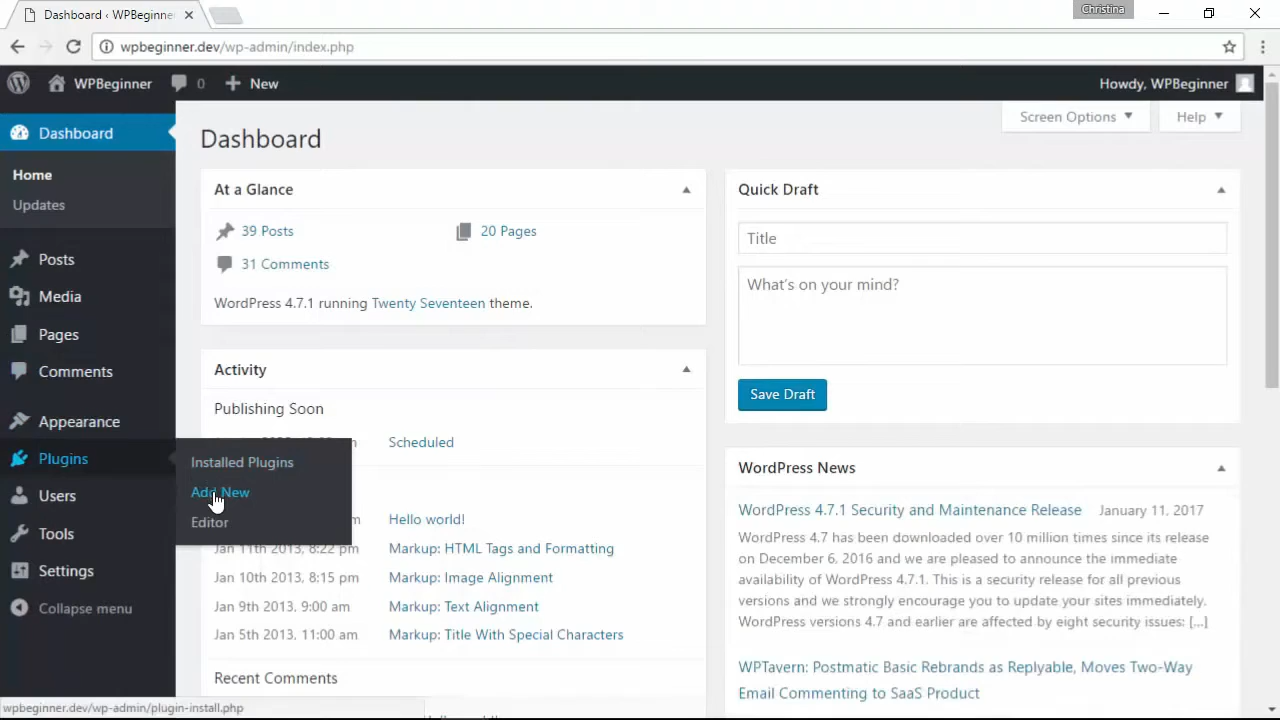 Dashboard ‹ WPBeginne
Christina
wpbeginner.dev/wp-admin/index.php
WPBeginner 0 New
Howdy, WPBeginner
Dashboard
Home
Updates
Posts
Media
Pages
Comments
Appearance
Plugins
Users
Tools
Settings
Collapse menu
Installed Plugins
Add New
Editor
Screen Options
Help
Dashboard
At a Glance
39 Posts
20 Pages
31 Comments
WordPress 4.7.1 running Twenty Seventeen theme.
Activity
Publishing Soon
Scheduled
Hello world!
Jan 11th 2013, 8:22 pm Markup: HTML Tags and Formatting
Jan 10th 2013, 8:15 pm Markup: Image Alignment
Jan 9th 2013, 9:00 am Markup: Text Alignment
Jan 5th 2013, 11:00 am Markup: Title With Special Characters
Recent Comments
Quick Draft
Title
What's on your mind?
Save Draft
WordPress News
WordPress 4.7.1 Security and Maintenance Release January 11, 2017
WordPress 4.7 has been downloaded over 10 million times since its release
on December 6, 2016 and we are pleased to announce the immediate
availability of WordPress 4.7.1. This is a security release for all previous
versions and we strongly encourage you to update your sites immediately.
WordPress versions 4.7 and earlier are affected by eight security issues: [...]
WPTavern: Postmatic Basic Rebrands as Replyable, Moves Two-Way
Email Commenting to SaaS Product
wpbeginner.dev/wp-admin/plugin-install.php